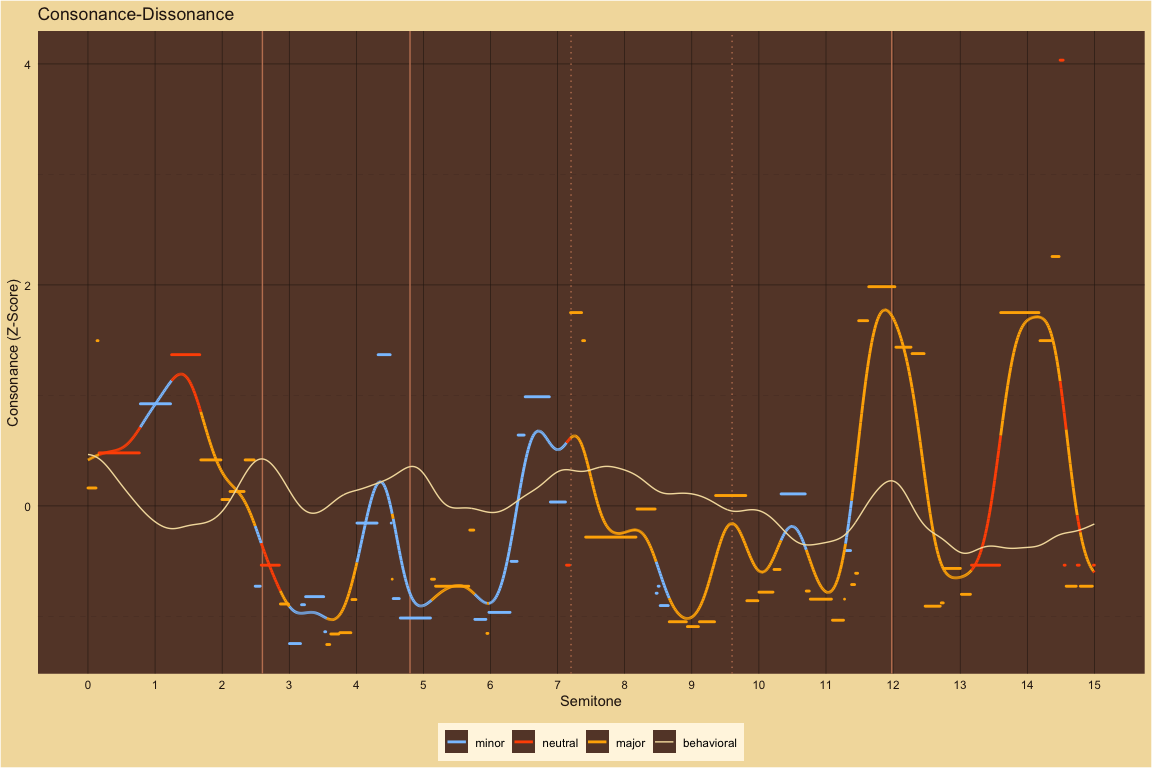 Consonance-Dissonance
Consonance (Z-Score)
4
2
0
0 1 2 3 4 5 6 7 8 9 10 11 12 13 14 15
Semitone
minor neutral major behavioral